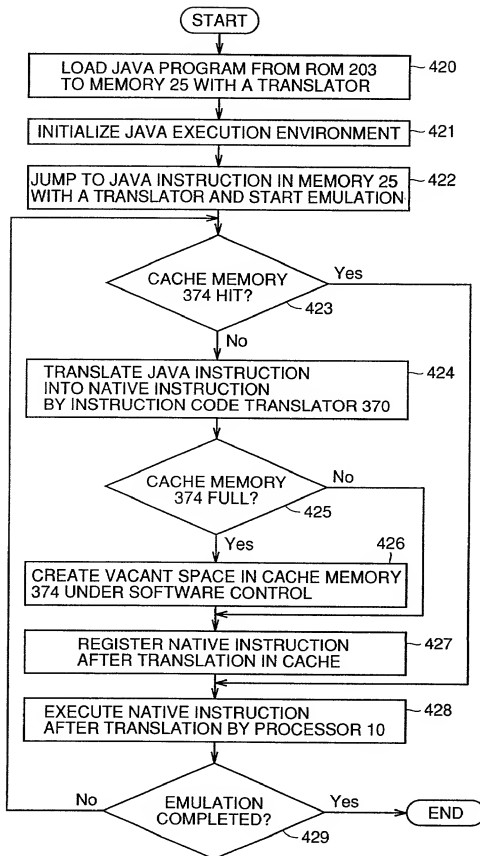 START
LOAD JAVA PROGRAM FROM ROM 203
TO MEMORY 25 WITH A TRANSLATOR
420
INITIALIZE JAVA EXECUTION ENVIRONMENT
421
JUMP TO JAVA INSTRUCTION IN MEMORY 25
WITH A TRANSLATOR AND START EMULATION
422
CACHE MEMORY
374 HIT?
Yes
423
No
TRANSLATE JAVA INSTRUCTION
INTO NATIVE INSTRUCTION
BY INSTRUCTION CODE TRANSLATOR 370
424
CACHE MEMORY
374 FULL?
No
425
Yes
426
CREATE VACANT SPACE IN CACHE MEMORY
374 UNDER SOFTWARE CONTROL
REGISTER NATIVE INSTRUCTION
AFTER TRANSLATION IN CACHE
427
EXECUTE NATIVE INSTRUCTION
AFTER TRANSLATION BY PROCESSOR 10
428
No
EMULATION
COMPLETED?
Yes
END
429